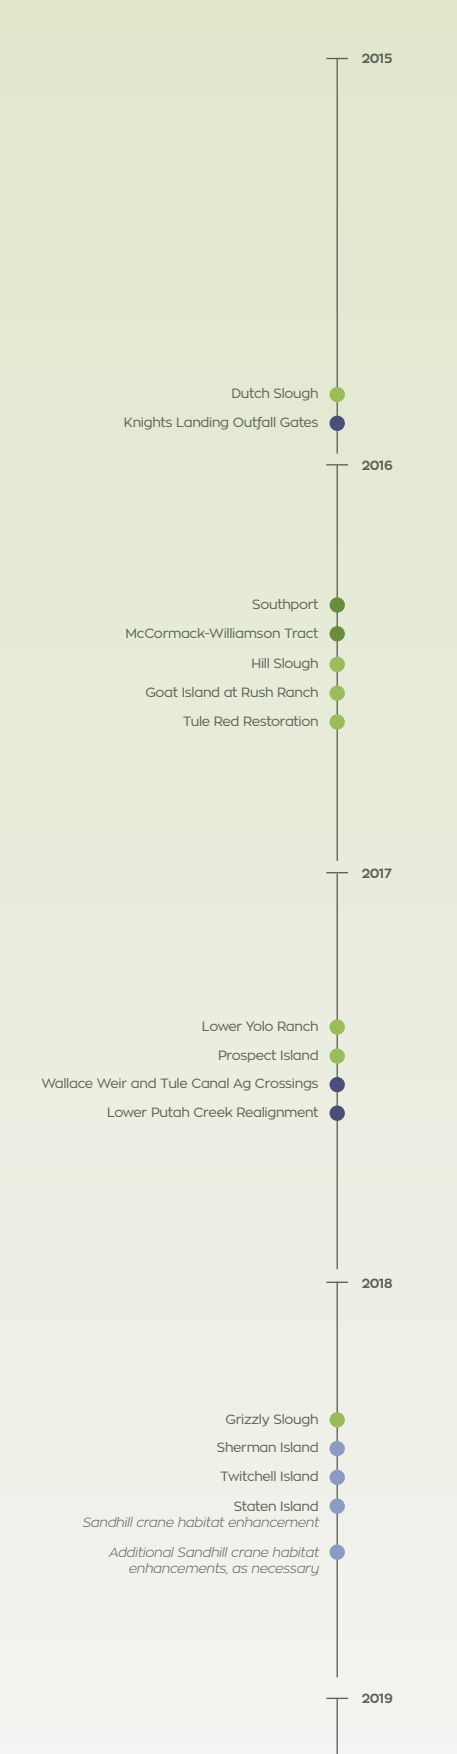 2015
Dutch Slough
Knights Landing Outfall Gates
2016
Southport
McCormack-Williamson Tract
Hill Slough
Goat Island at Rush Ranch
Tule Red Restoration
2017
Lower Yolo Ranch
Prospect Island
Wallace Weir and Tule Canal Ag Crossings
Lower Putah Creek Realignment
2018
Grizzly Slough
Sherman Island
Twitchell Island
Staten Island
Sandhill crane habitat enhancement
Additional Sandhill crane habitat
enhancements, as necessary
2019